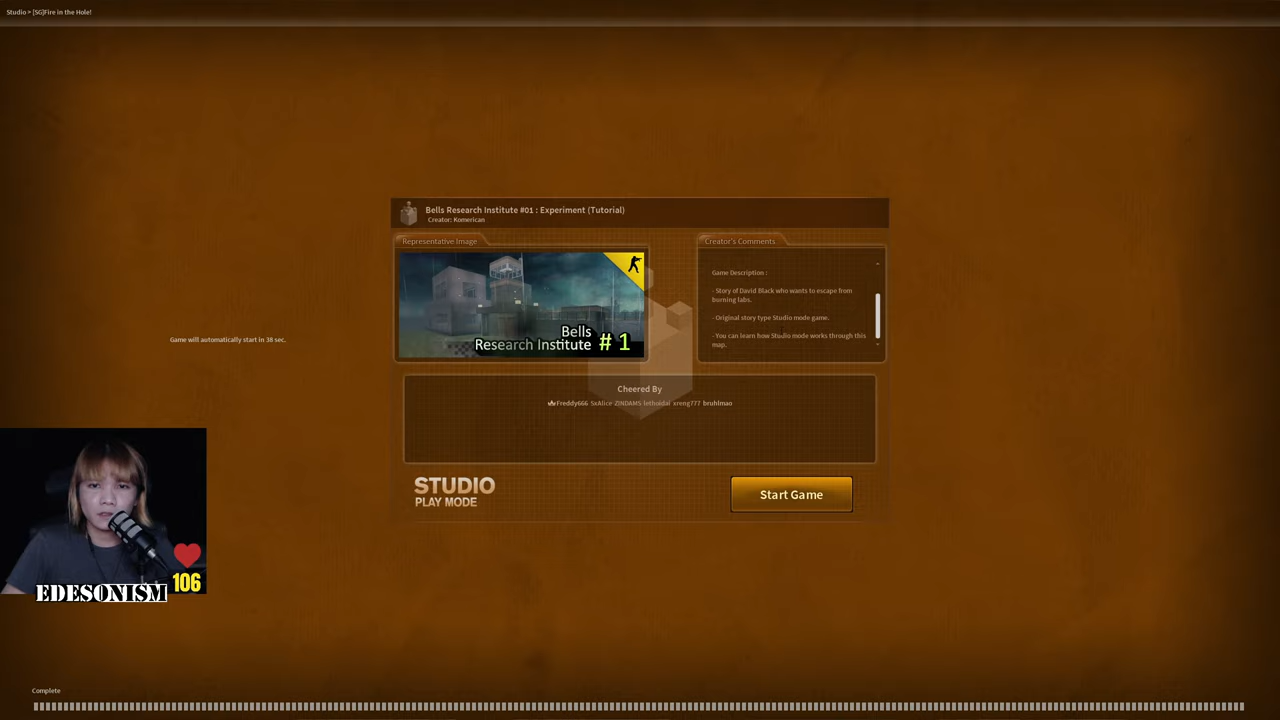 Studio > [SG]Fire in the Hole!
Bells Research Institute #01 : Experiment (Tutorial)
Creator: Komerican
Representative Image
Creator's Comments
Bells
Research Institute # 1
Game Description :
- Story of David Black who wants to escape from
burning labs.
- Original story type Studio mode game.
- You can learn how Studio mode works through this
map.
Game will automatically start in 38 sec.
Cheered By
Freddy666 SxAlice ZINDAMS lethoidal xreng777 bruhlmao
STUDIO
PLAY MODE
Start Game
106
EDESONISM
Complete